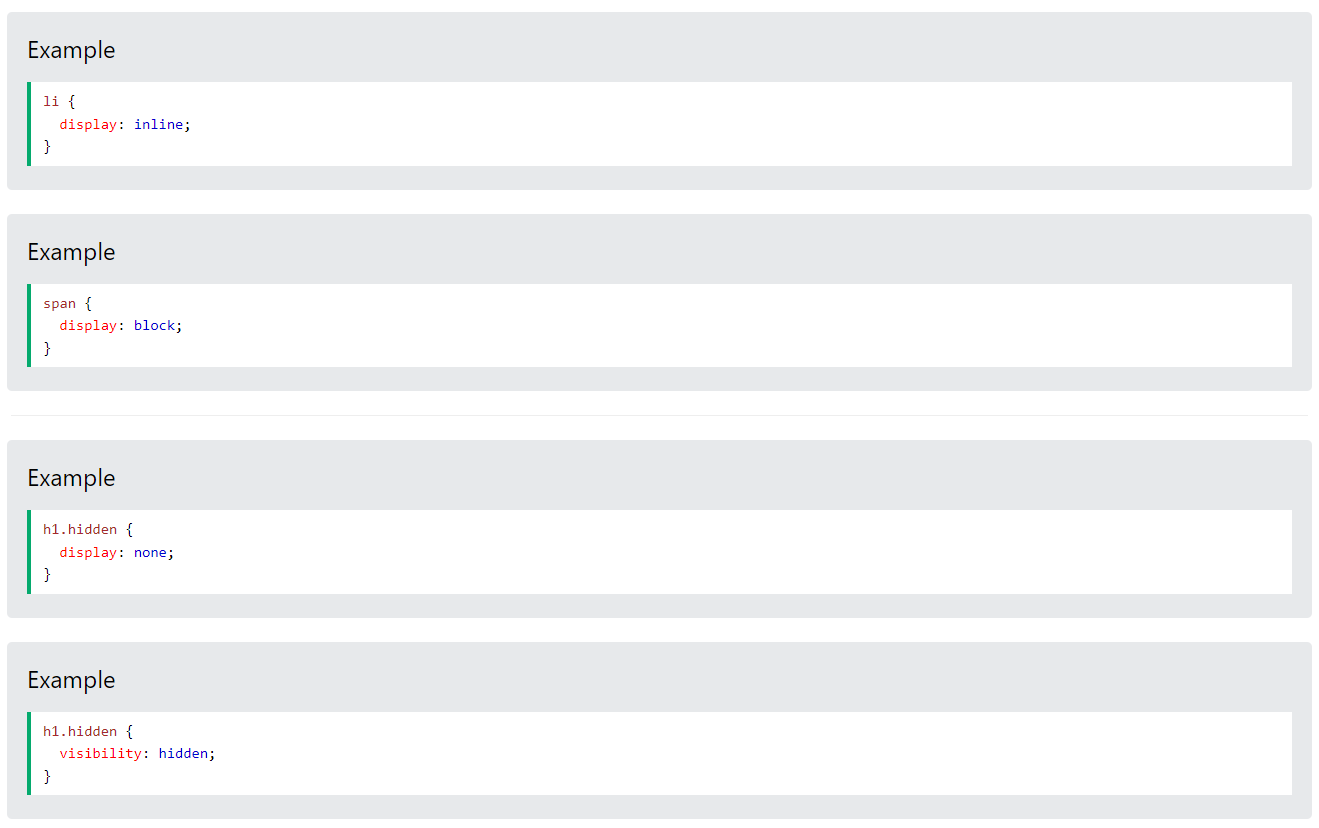 Example
li {
  display: inline;
}
Example
span {
  display: block;
}
Example
h1.hidden {
  display: none;
}
Example
h1.hidden {
  visibility: hidden;
}